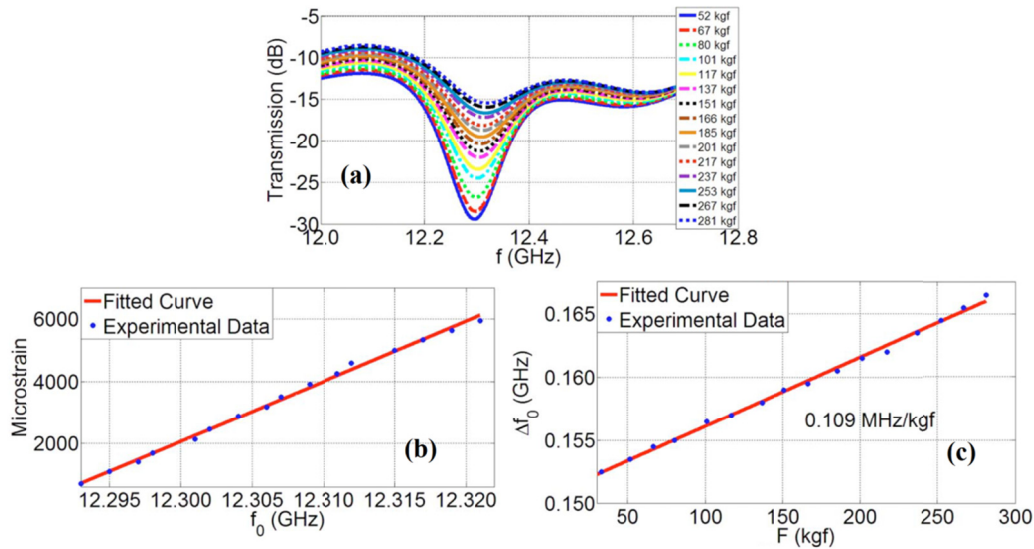 -5
-10
-15
-20
-25
-30
Transmission (dB)
(a)
12.0
12.2
12.4
12.6
12.8
f (GHz)
52 kgf
67 kgf
80 kgf
101 kgf
117 kgf
137 kgf
151 kgf
166 kgf
185 kgf
201 kgf
217 kgf
237 kgf
253 kgf
267 kgf
281 kgf
Fitted Curve
Experimental Data
6000
4000
2000
Microstrain
(b)
12.295
12.300
12.305
12.310
12.315
12.320
f₀ (GHz)
Fitted Curve
Experimental Data
0.165
0.160
0.155
0.150
Δf₀ (GHz)
0.109 MHz/kgf
(c)
50
100
150
200
250
300
F (kgf)